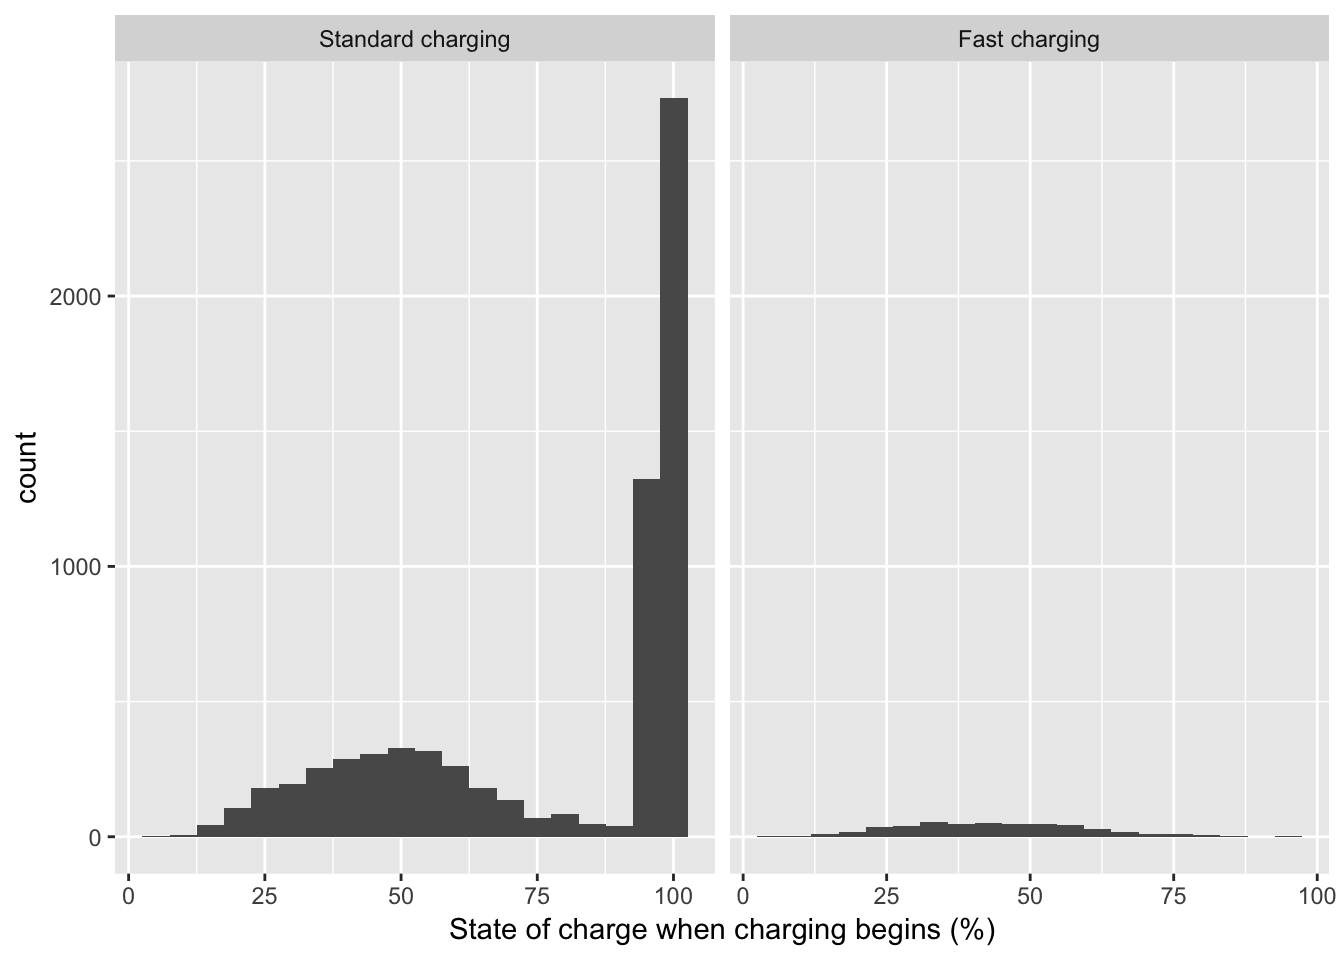 Standard charging
Fast charging
2000
1000
0
count
0 25 50 75 100
0 25 50 75 100
State of charge when charging begins (%)